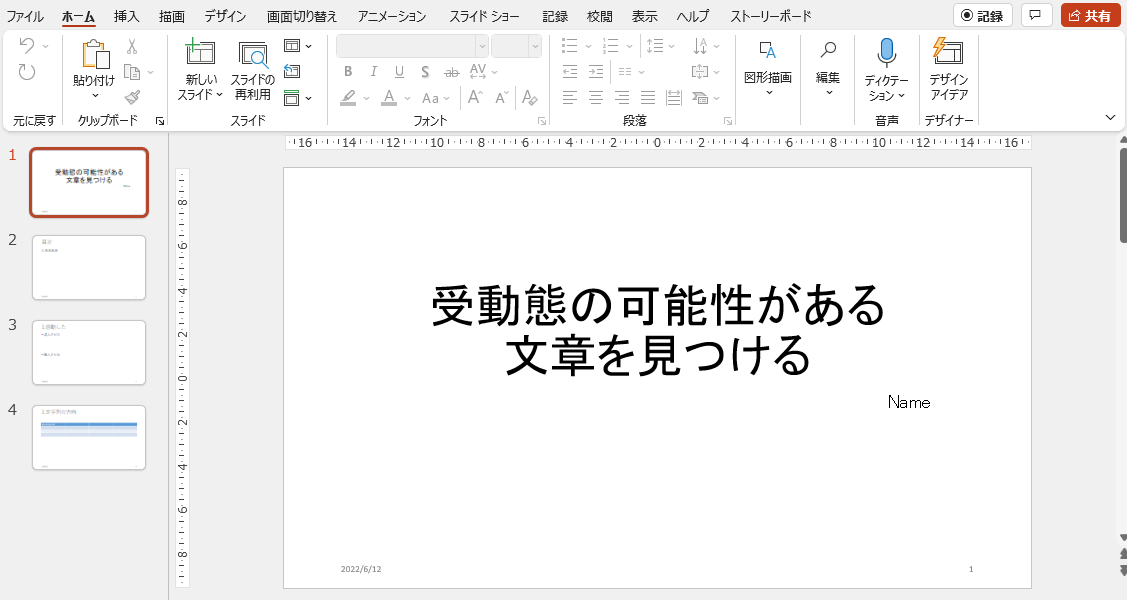 ファイル ホーム 挿入 描画 デザイン 画面切り替え アニメーション スライド ショー 記録 校閲 表示 ヘルプ ストーリーボード 記録 共有
貼り付け 新しい スライドの 図形描画 編集 ディクテー デザイン
スライド 再利用 ション アイデア
B I U S ab AV
A Aa A A A
元に戻す クリップボード スライド フォント 段落 音声 デザイナー
16 14 12 10 8 6 4 2 0 2 4 6 8 10 12 14 16
8 6 4 2 0 2 4 6 8
1
受動態の可能性がある
文章を見つける
Name
2
目次
3
4
受動態の可能性がある
文章を見つける
Name
2022/6/12 1